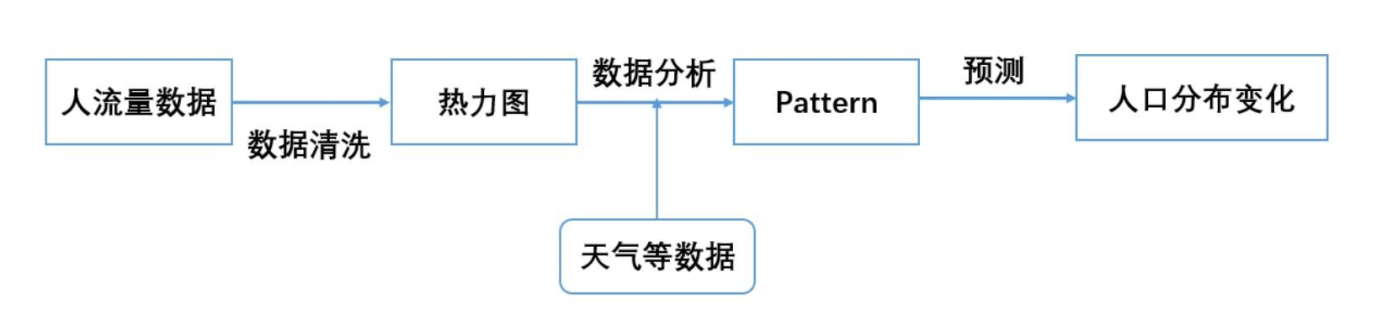 人流量数据
数据清洗
热力图
数据分析
天气等数据
Pattern
预测
人口分布变化